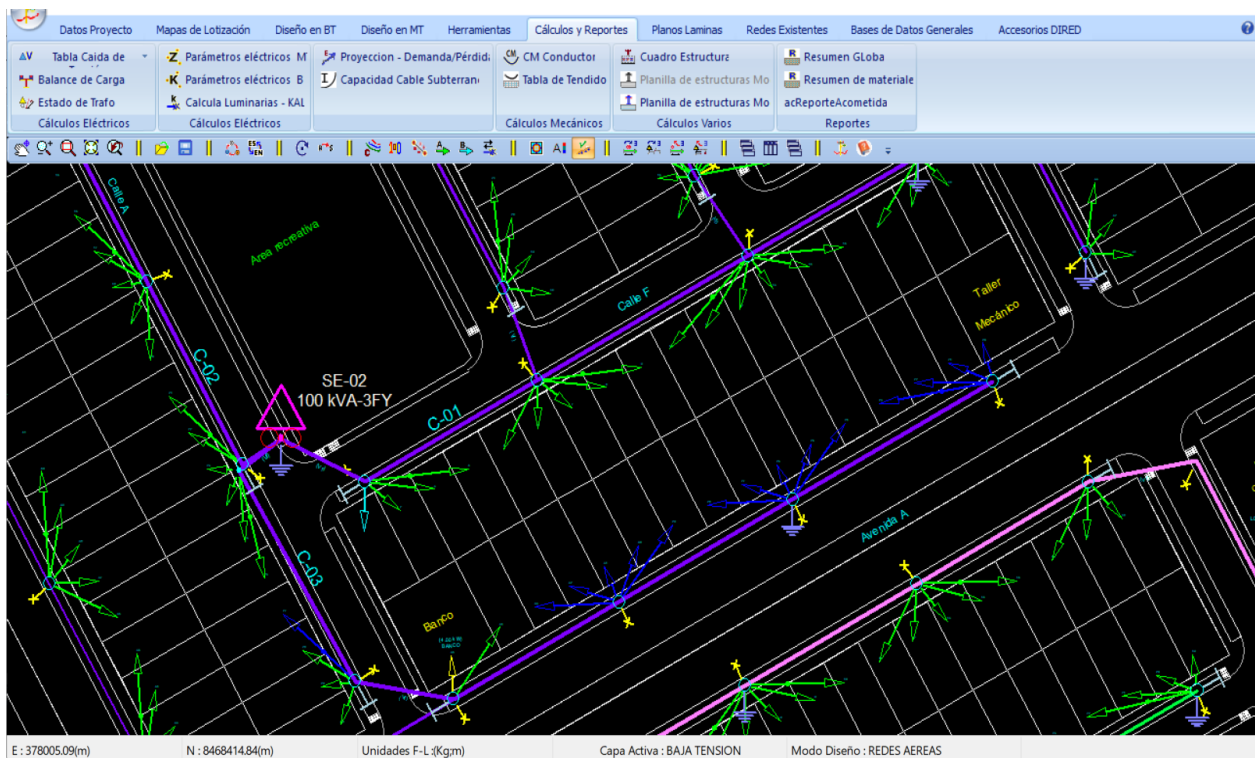 Datos Proyecto Mapas de Lotización Diseño en BT Diseño en MT Herramientas Cálculos y Reportes Planos Laminas Redes Existentes Bases de Datos Generales Accesorios DIRED
Tabla Caida de
Balance de Carga
Estado de Trafo
Cálculos Eléctricos
Parámetros eléctricos M
Parámetros eléctricos B
Calcula Luminarias - KAL
Cálculos Eléctricos
Proyeccion - Demanda/Pérdida
Capacidad Cable Subterran
CM Conductor
Tabla de Tendido
Cálculos Mecánicos
Cuadro Estructura
Planilla de estructuras Mo
Planilla de estructuras Mo
Cálculos Varios
Resumen GLoba
Resumen de materiale
acReporteAcometida
Reportes
Calle A
Area recreativa
Calle F
Taller
Mecánico
C-02
SE-02
100 kVA-3FY
C-01
Avenida A
C-03
Banco
E : 378005.09(m) N : 8468414.84(m) Unidades F-L :(Kg;m) Capa Activa : BAJA TENSION Modo Diseño : REDES AEREAS